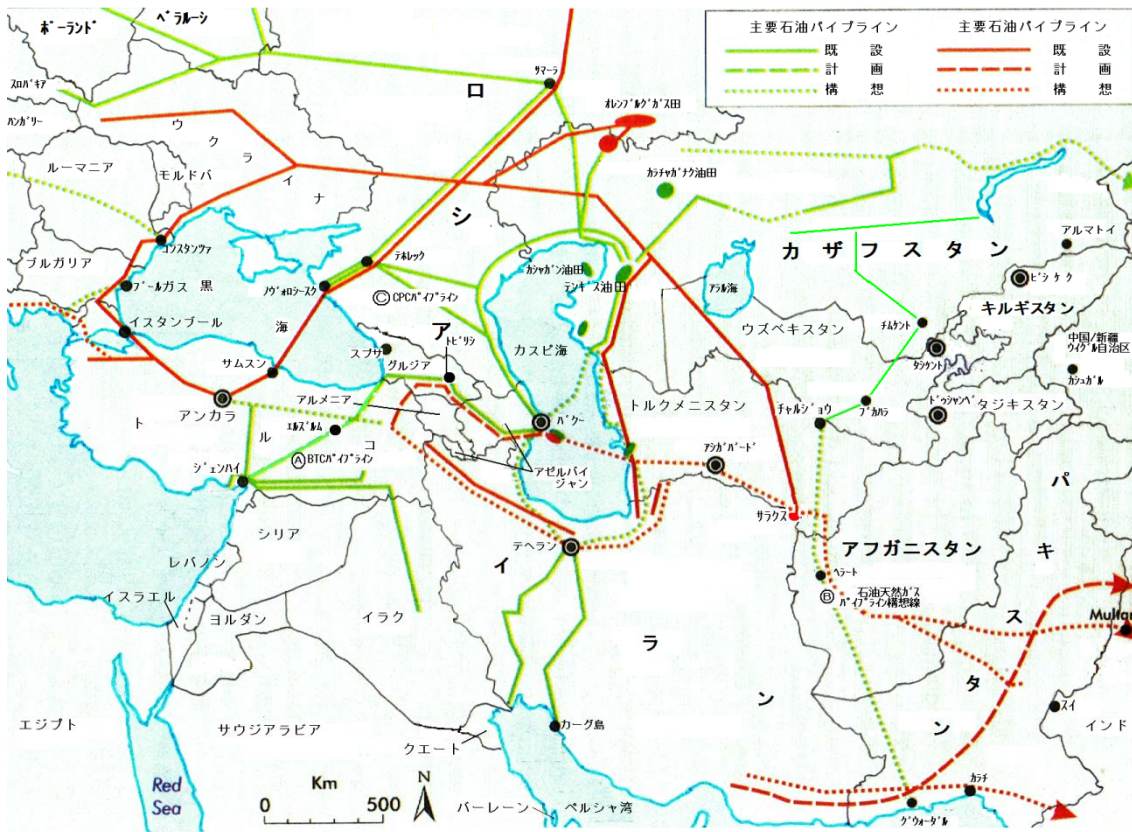 主要石油パイプライン 主要石油パイプライン
既設 既設
計画 計画
構想 構想
ポーランド
ベラルーシ
スロバキア
ハンガリー
ルーマニア
モルドバ
ウクライナ
ブルガリア
コンスタンツァ
ブールガス
黒海
イスタンブール
サムスン
アンカラ
トルコ
エルズルム
Ⓐ BTCパイプライン
ジェンハイ
ロシア
サマーラ
オレンブルグガス田
カラチャガナク油田
チホレック
ノヴォロシースク
Ⓒ CPCパイプライン
カシャガン油田
テンギス油田
カスピ海
アラル海
スプサ
グルジア
トビリシ
アルメニア
バクー
アゼルバイ
ジャン
カザフスタン
アルマトイ
ビシケク
キルギスタン
ウズベキスタン
チムケント
タシケント
中国/新疆
ウイグル自治区
カシュガル
ドゥシャンベ
タジキスタン
ブカハラ
チャルジョウ
トルクメニスタン
アシガバード
サラクス
アフガニスタン
ヘラート
Ⓑ 石油天然ガス
パイプライン構想線
パキスタン
Multan
スイ
インド
カラチ
グウォーダル
テヘラン
イラン
シリア
レバノン
イスラエル
ヨルダン
イラク
エジプト
サウジアラビア
クエート
カーグ島
バーレーン
ペルシャ湾
Red
Sea
Km
0 500
N